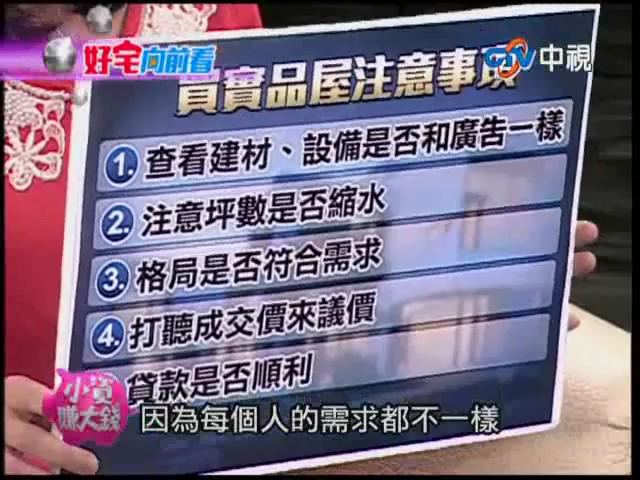 好宅向前看
CTV中視
買實品屋注意事項
1. 查看建材、設備是否和廣告一樣
2. 注意坪數是否縮水
3. 格局是否符合需求
4. 打聽成交價來議價
貸款是否順利
小資
賺大錢
因為每個人的需求都不一樣